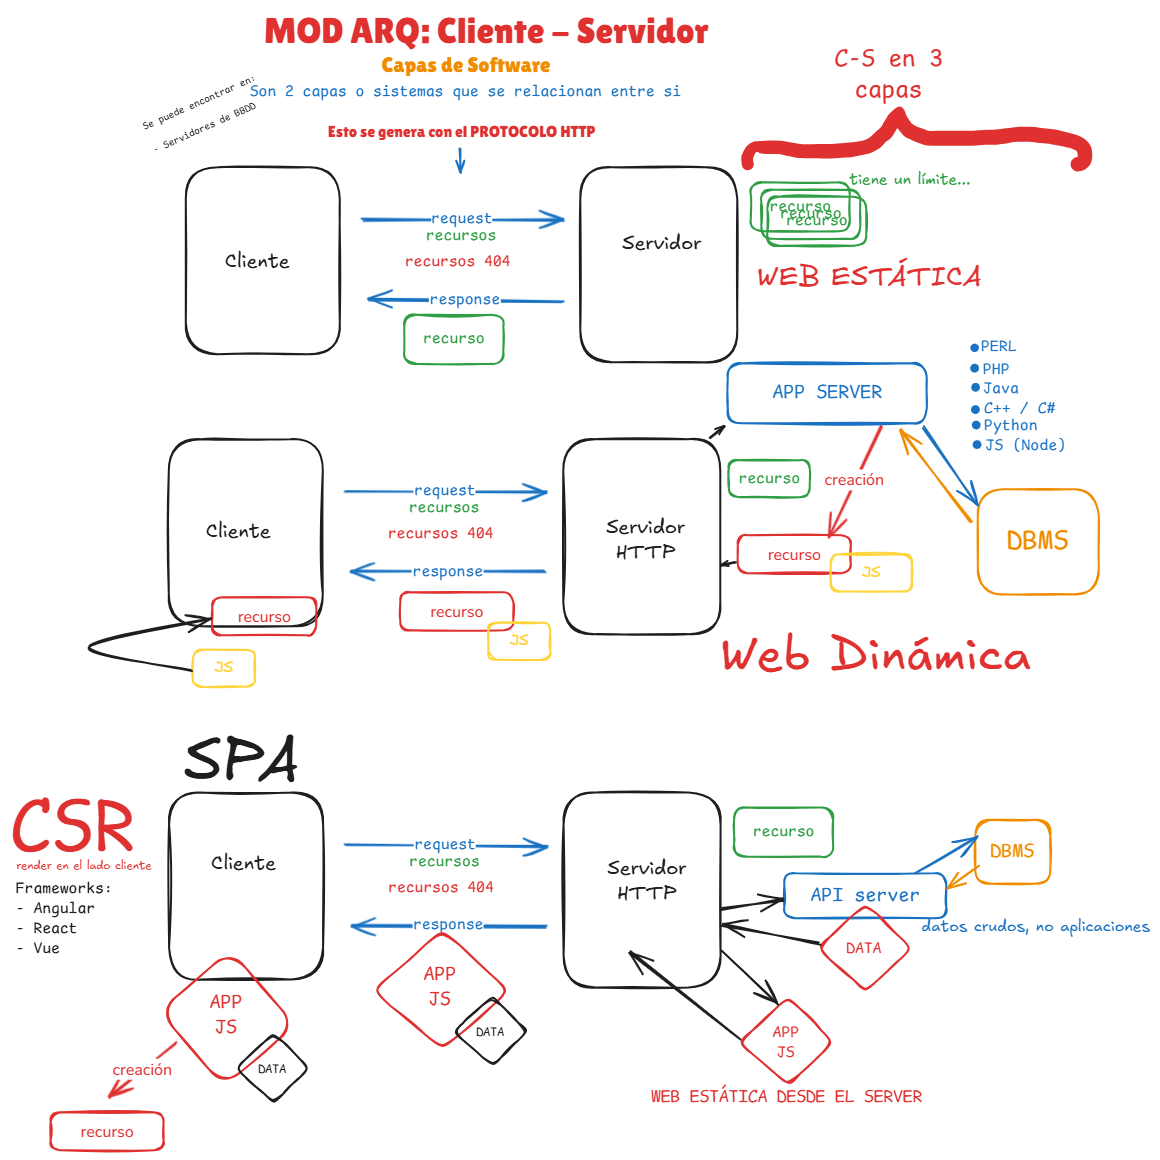 MOD ARQ: Cliente - Servidor
Capas de Software
Son 2 capas o sistemas que se relacionan entre si
Se puede encontrar en:
- Servidores de BBDD
Esto se genera con el PROTOCOLO HTTP
C-S en 3
capas
Cliente
request
recursos
recursos 404
response
recurso
Servidor
tiene un límite...
recurso
recurso
recurso
WEB ESTÁTICA
PERL
PHP
Java
C++ / C#
Python
JS (Node)
APP SERVER
Cliente
recurso
JS
request
recursos
recursos 404
response
recurso
JS
Servidor
HTTP
recurso
creación
recurso
JS
DBMS
Web Dinámica
SPA
CSR
render en el lado cliente
Frameworks:
- Angular
- React
- Vue
Cliente
request
recursos
recursos 404
response
APP
JS
DATA
Servidor
HTTP
recurso
DBMS
API server
datos crudos, no aplicaciones
DATA
APP
JS
WEB ESTÁTICA DESDE EL SERVER
APP
JS
DATA
creación
recurso